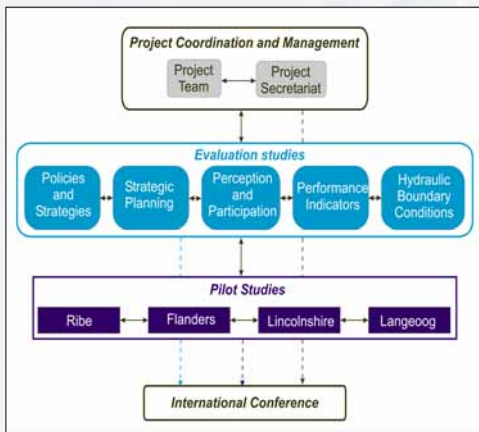 Project Coordination and Management
Project
Team
Project
Secretariat
Evaluation studies
Policies
and
Strategies
Strategic
Planning
Perception
and
Participation
Performance
Indicators
Hydraulic
Boundary
Conditions
Pilot Studies
Ribe
Flanders
Lincolnshire
Langeoog
International Conference